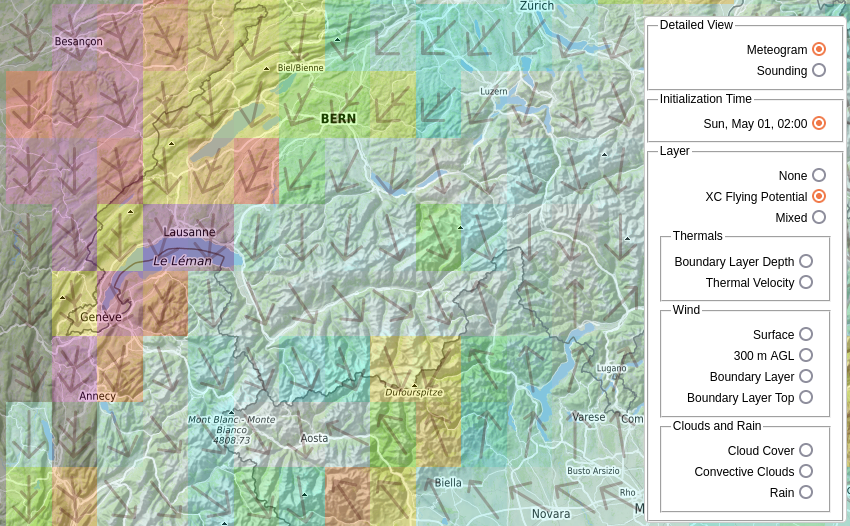 Zürich
Besançon
Biel/Bienne
Luzern
BERN
Lausanne
Le Léman
Genève
Annecy
Dufourspitze
Lugano
Mont Blanc - Monte
Bianco
4808.73
Aosta
Varese
Com
Busto Arsizio
Biella
Rho
Novara
M
Detailed View
Meteogram
Sounding
Initialization Time
Sun, May 01, 02:00
Layer
None
XC Flying Potential
Mixed
Thermals
Boundary Layer Depth
Thermal Velocity
Wind
Surface
300 m AGL
Boundary Layer
Boundary Layer Top
Clouds and Rain
Cloud Cover
Convective Clouds
Rain